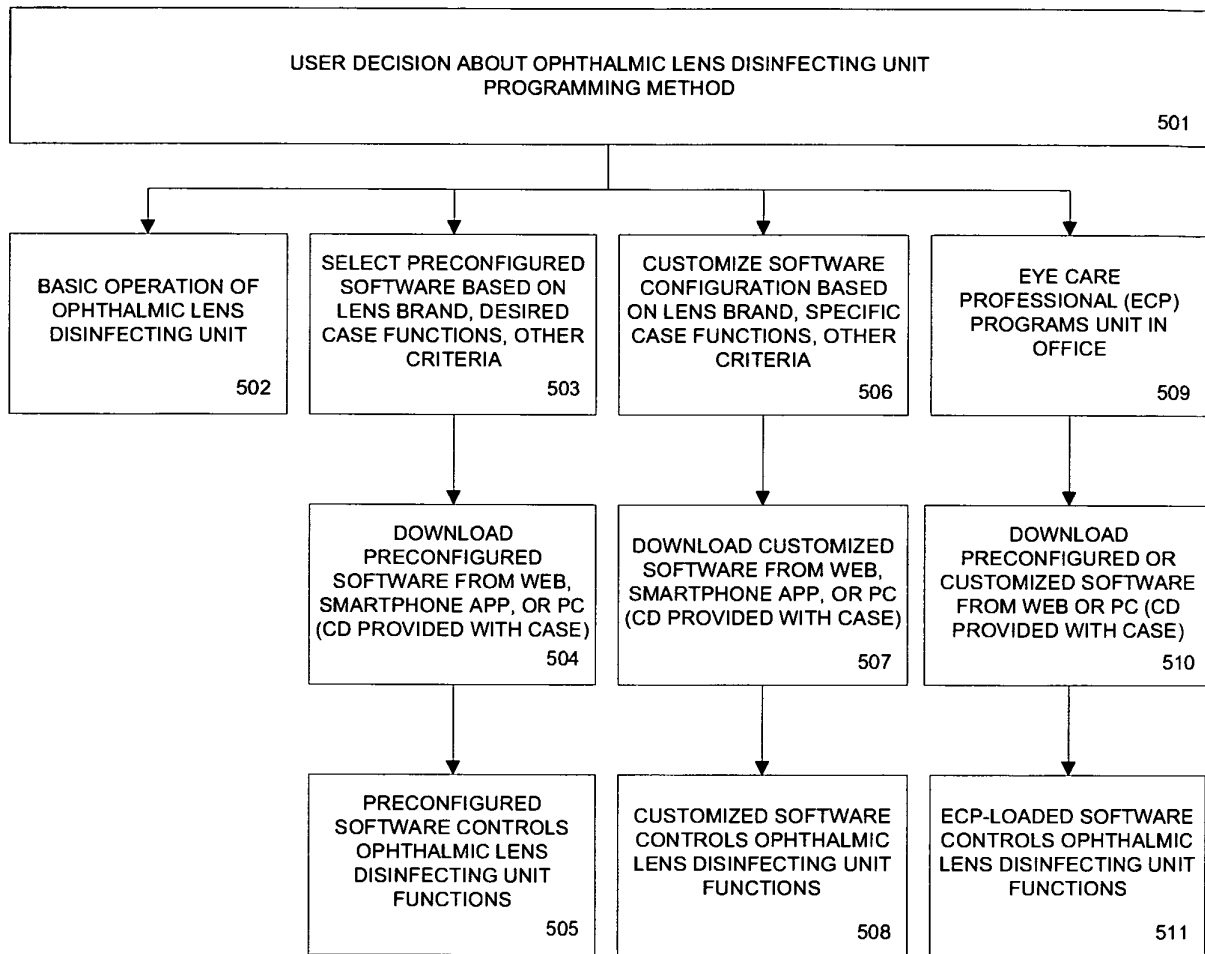 USER DECISION ABOUT OPHTHALMIC LENS DISINFECTING UNIT
PROGRAMMING METHOD
501
BASIC OPERATION OF
OPHTHALMIC LENS
DISINFECTING UNIT
502
SELECT PRECONFIGURED
SOFTWARE BASED ON
LENS BRAND, DESIRED
CASE FUNCTIONS, OTHER
CRITERIA
503
CUSTOMIZE SOFTWARE
CONFIGURATION BASED
ON LENS BRAND, SPECIFIC
CASE FUNCTIONS, OTHER
CRITERIA
506
EYE CARE
PROFESSIONAL (ECP)
PROGRAMS UNIT IN
OFFICE
509
DOWNLOAD
PRECONFIGURED
SOFTWARE FROM WEB,
SMARTPHONE APP, OR PC
(CD PROVIDED WITH CASE)
504
DOWNLOAD CUSTOMIZED
SOFTWARE FROM WEB,
SMARTPHONE APP, OR PC
(CD PROVIDED WITH CASE)
507
DOWNLOAD
PRECONFIGURED OR
CUSTOMIZED SOFTWARE
FROM WEB OR PC (CD
PROVIDED WITH CASE)
510
PRECONFIGURED
SOFTWARE CONTROLS
OPHTHALMIC LENS
DISINFECTING UNIT
FUNCTIONS
505
CUSTOMIZED SOFTWARE
CONTROLS OPHTHALMIC
LENS DISINFECTING UNIT
FUNCTIONS
508
ECP-LOADED SOFTWARE
CONTROLS OPHTHALMIC
LENS DISINFECTING UNIT
FUNCTIONS
511